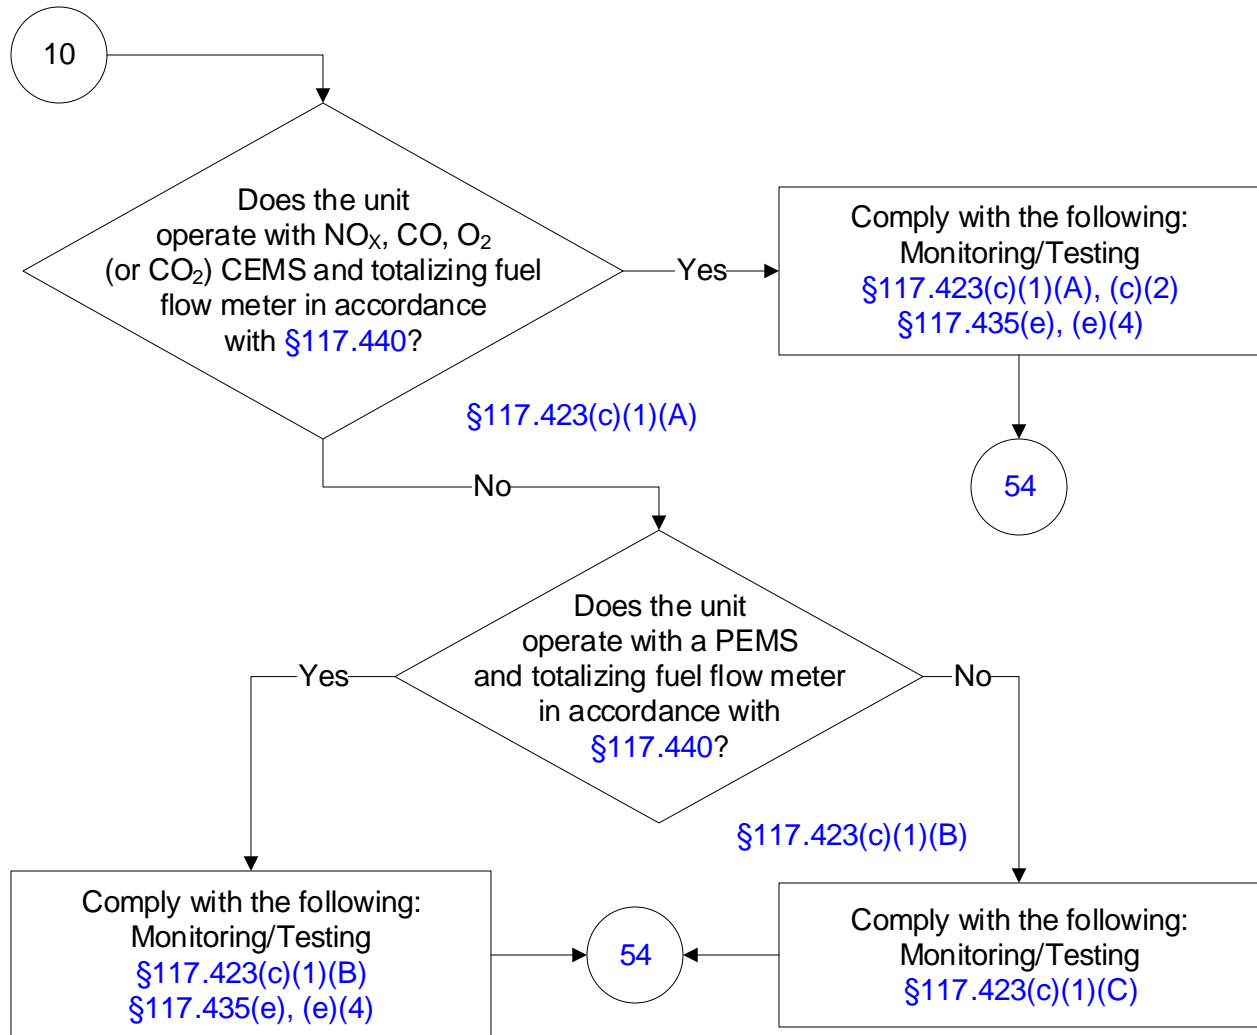 10
Does the unit
operate with NOX, CO, O2
(or CO2) CEMS and totalizing fuel
flow meter in accordance
with §117.440?
Yes
Comply with the following:
Monitoring/Testing
§117.423(c)(1)(A), (c)(2)
§117.435(e), (e)(4)
§117.423(c)(1)(A)
No
54
Does the unit
operate with a PEMS
and totalizing fuel flow meter
in accordance with
§117.440?
Yes
No
§117.423(c)(1)(B)
Comply with the following:
Monitoring/Testing
§117.423(c)(1)(B)
§117.435(e), (e)(4)
54
Comply with the following:
Monitoring/Testing
§117.423(c)(1)(C)